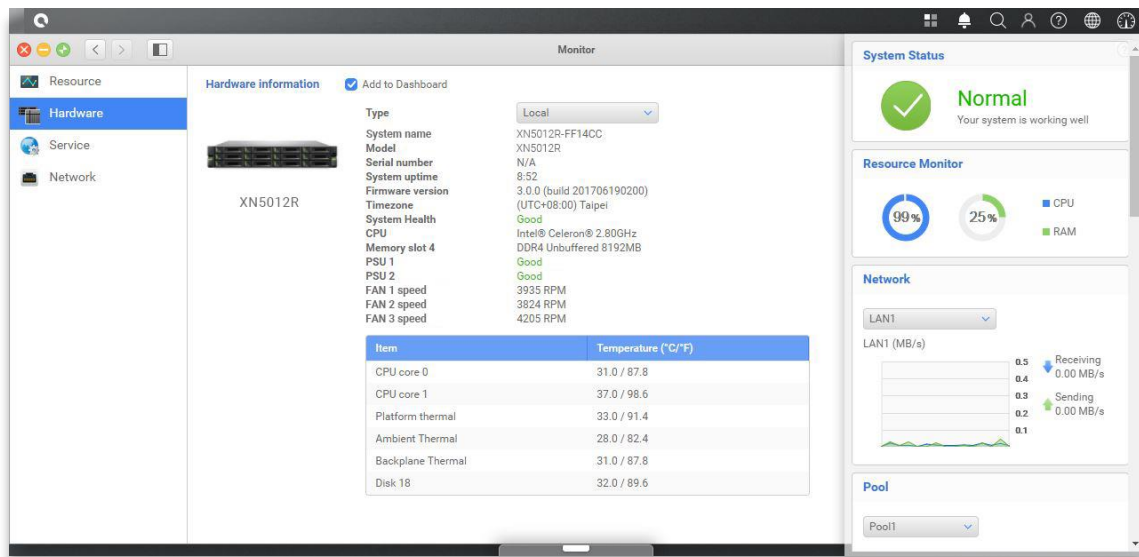 Monitor
Resource
Hardware
Service
Network
Hardware information
Add to Dashboard
XN5012R
Type Local
System name XN5012R-FF14CC
Model XN5012R
Serial number N/A
System uptime 8:52
Firmware version 3.0.0 (build 201706190200)
Timezone (UTC+08:00) Taipei
System Health Good
CPU Intel® Celeron® 2.80GHz
Memory slot 4 DDR4 Unbuffered 8192MB
PSU 1 Good
PSU 2 Good
FAN 1 speed 3935 RPM
FAN 2 speed 3824 RPM
FAN 3 speed 4205 RPM
Item Temperature (°C/°F)
CPU core 0 31.0 / 87.8
CPU core 1 37.0 / 98.6
Platform thermal 33.0 / 91.4
Ambient Thermal 28.0 / 82.4
Backplane Thermal 31.0 / 87.8
Disk 18 32.0 / 89.6
System Status
Normal
Your system is working well
Resource Monitor
99% 25%
CPU
RAM
Network
LAN1
LAN1 (MB/s)
0.5
0.4
0.3
0.2
0.1
Receiving
0.00 MB/s
Sending
0.00 MB/s
Pool
Pool1